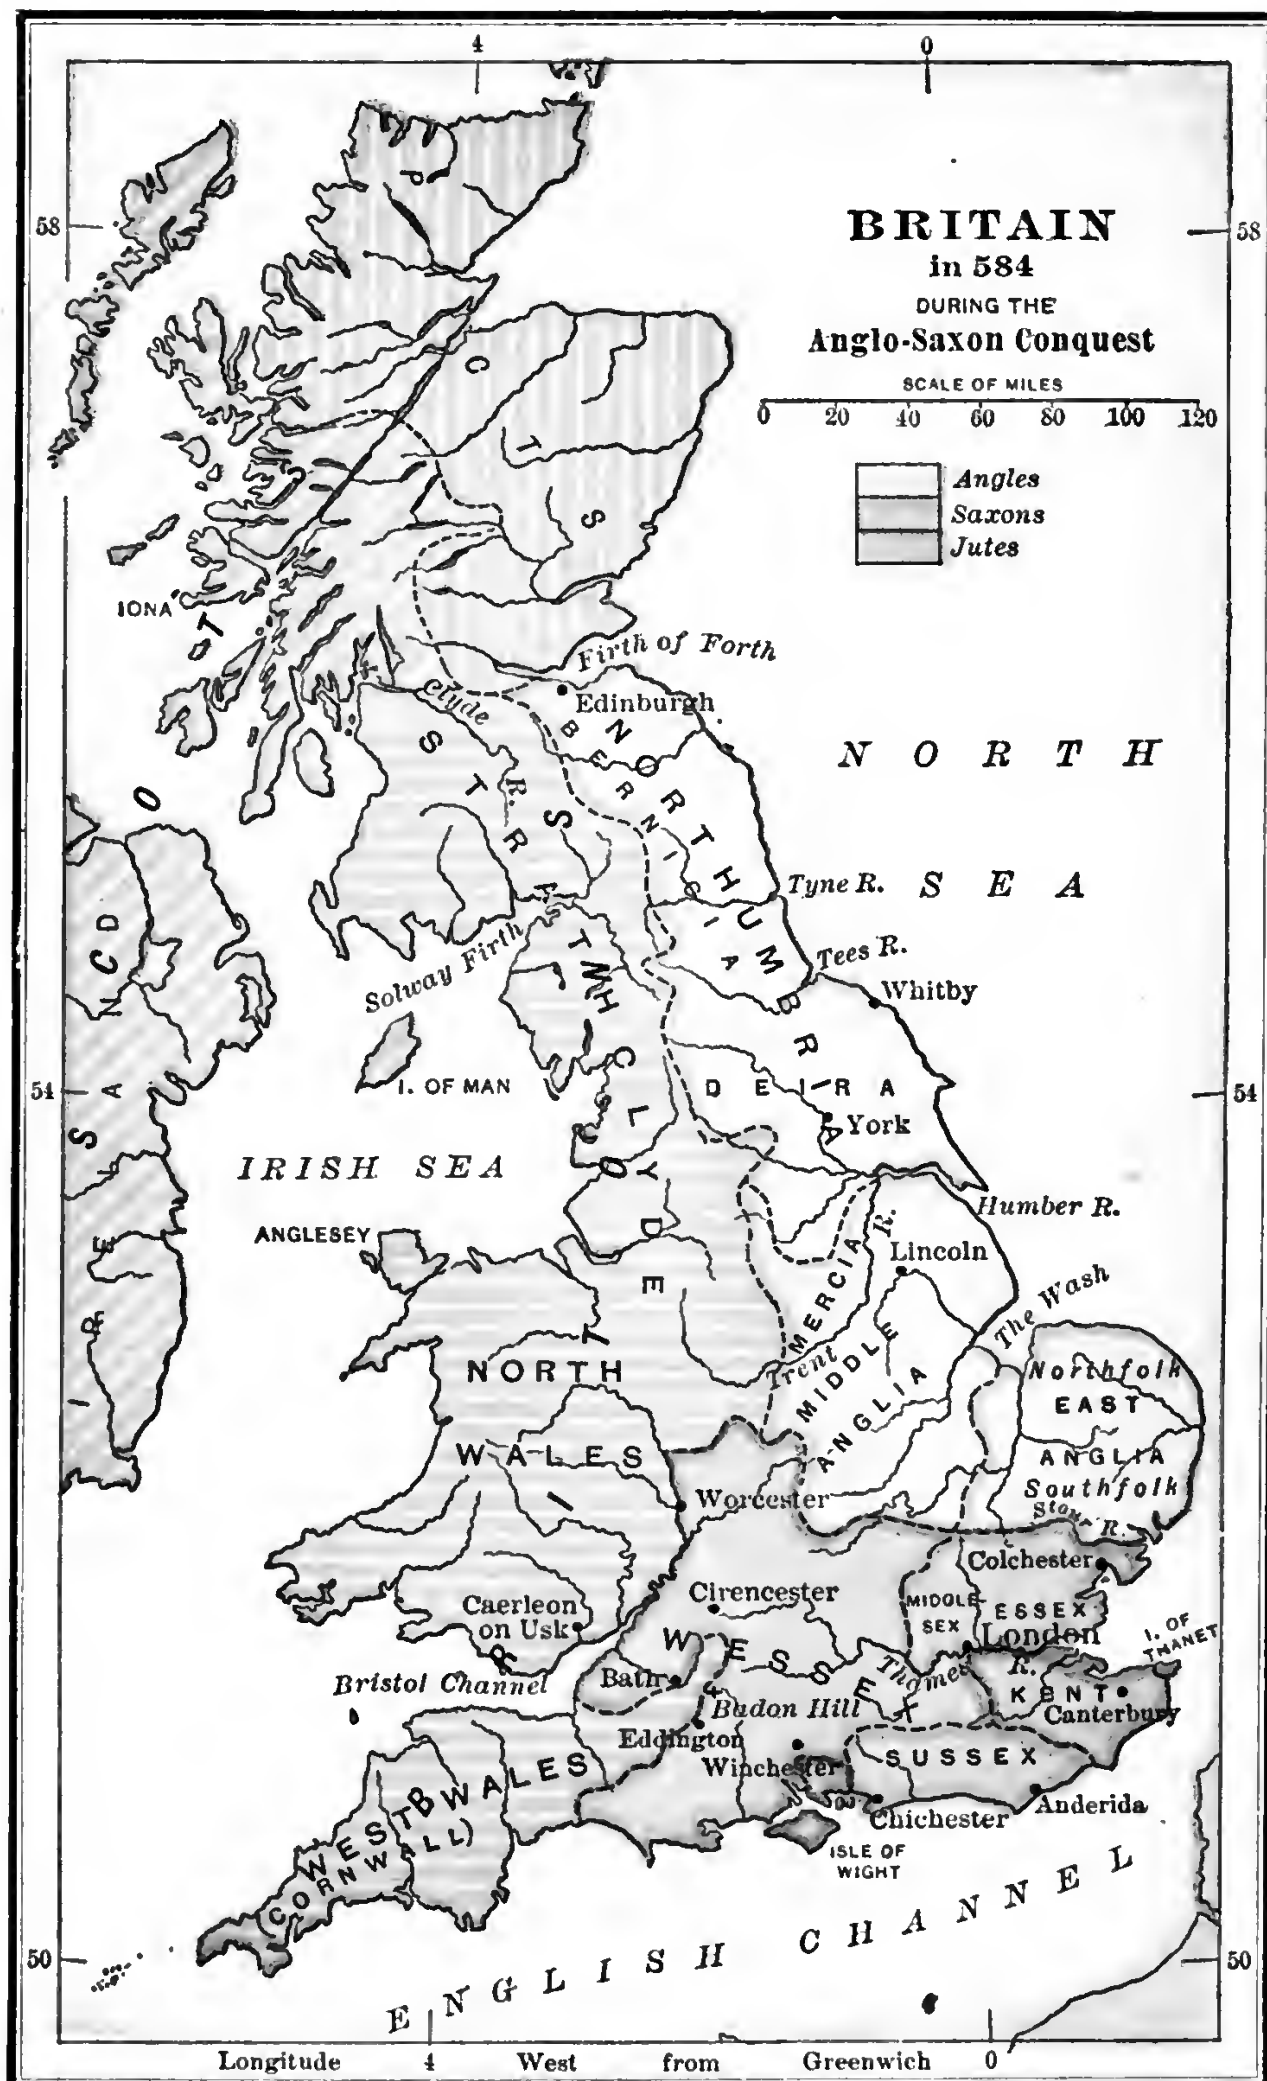 4 0
58 58
BRITAIN
in 584
DURING THE
Anglo-Saxon Conquest
SCALE OF MILES
0 20 40 60 80 100 120
Angles
Saxons
Jutes
PICTS
SCOTS
IONA
Firth of Forth
Clyde R.
Edinburgh
NORTH
SEA
NORTHUMBRIA
BERNICIA
STRATHCLYDE
Tyne R.
Solway Firth
Tees R.
Whitby
SCOTS
IRELAND
I. OF MAN
54 54
DEIRA
York
IRISH SEA
Humber R.
ANGLESEY
Lincoln
MERCIA
Trent R.
The Wash
MIDDLE
ANGLIA
Northfolk
EAST
ANGLIA
Southfolk
NORTH
WALES
Worcester
Stour R.
Colchester
Cirencester
MIDDLE
SEX
ESSEX
Caerleon
on Usk
London
I. OF
THANET
WESSEX
Thames R.
Bath
KENT
Canterbury
Bristol Channel
Badon Hill
Eddington
Winchester
SUSSEX
Chichester
Anderida
WEST WALES
(CORNWALL)
ISLE OF
WIGHT
BRITONS
ENGLISH CHANNEL
50 50
Longitude 4 West from Greenwich 0